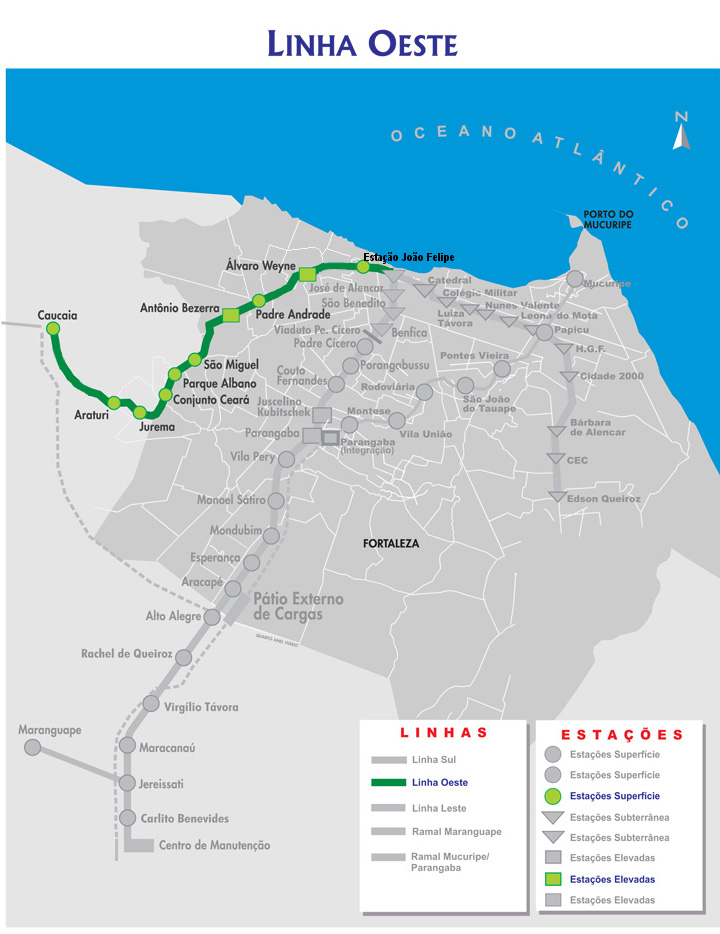 LINHA OESTE
OCEANO ATLÂNTICO
N
PORTO DO
MUCURIPE
Estação João Felipe
Álvaro Weyne
José de Alencar
Catedral
Mucuripe
Colégio Militar
São Benedito
Nunes Valente
Antônio Bezerra
Padre Andrade
Luiza
Távora
Leona do Mota
Caucaia
Viaduto Pe. Cícero
Benfica
Papicu
Padre Cícero
H.G.F.
São Miguel
Porangabussu
Pontes Vieira
Parque Albano
Couto
Fernandes
Rodoviária
Cidade 2000
Conjunto Ceará
São João
do Tauape
Araturi
Jurema
Juscelino
Kubitschek
Montese
Parangaba
Vila União
Bárbara
de Alencar
Parangaba
(Integração)
Vila Pery
CEC
Manoel Sátiro
Edson Queiroz
Mondubim
FORTALEZA
Esperança
Aracapé
Pátio Externo
de Cargas
Alto Alegre
QUARTO ANEL VIÁRIO
Rachel de Queiroz
Virgílio Távora
Maranguape
Maracanaú
Jereissati
Carlito Benevides
Centro de Manutenção
LINHAS
Linha Sul
Linha Oeste
Linha Leste
Ramal Maranguape
Ramal Mucuripe/
Parangaba
ESTAÇÕES
Estações Superfície
Estações Superfície
Estações Superfície
Estações Subterrânea
Estações Subterrânea
Estações Elevadas
Estações Elevadas
Estações Elevadas